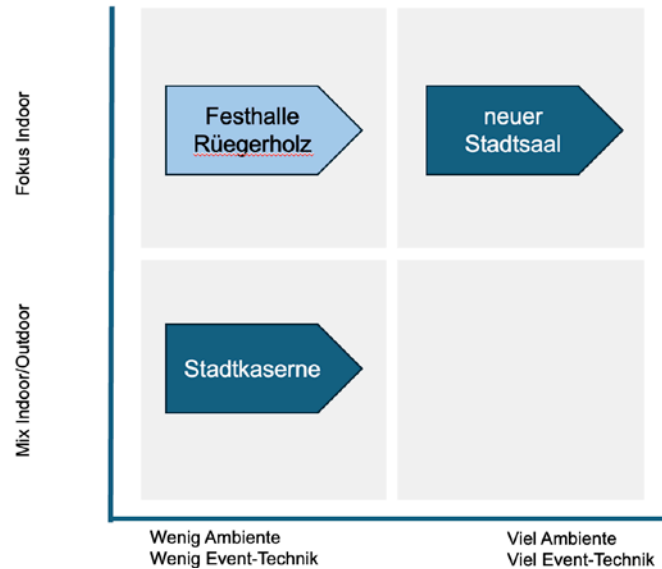 Fokus Indoor
Festhalle
Rüegerholz
neuer
Stadtsaal
Mix Indoor/Outdoor
Stadtkaserne
Wenig Ambiente
Wenig Event-Technik
Viel Ambiente
Viel Event-Technik